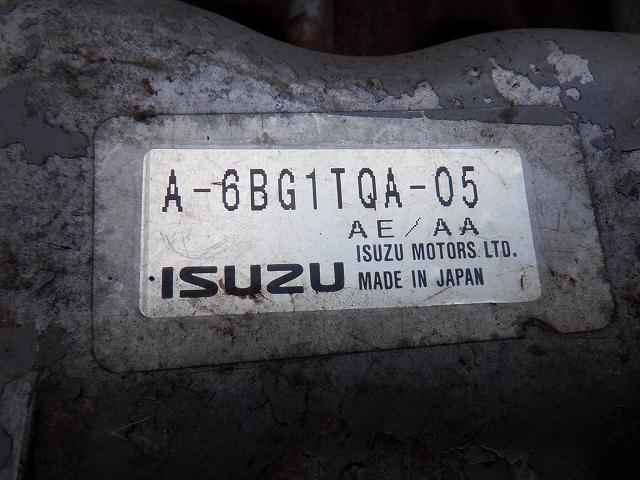 A-6BG1TQA-05
AE/AA
ISUZU MOTORS LTD.
ISUZU MADE IN JAPAN